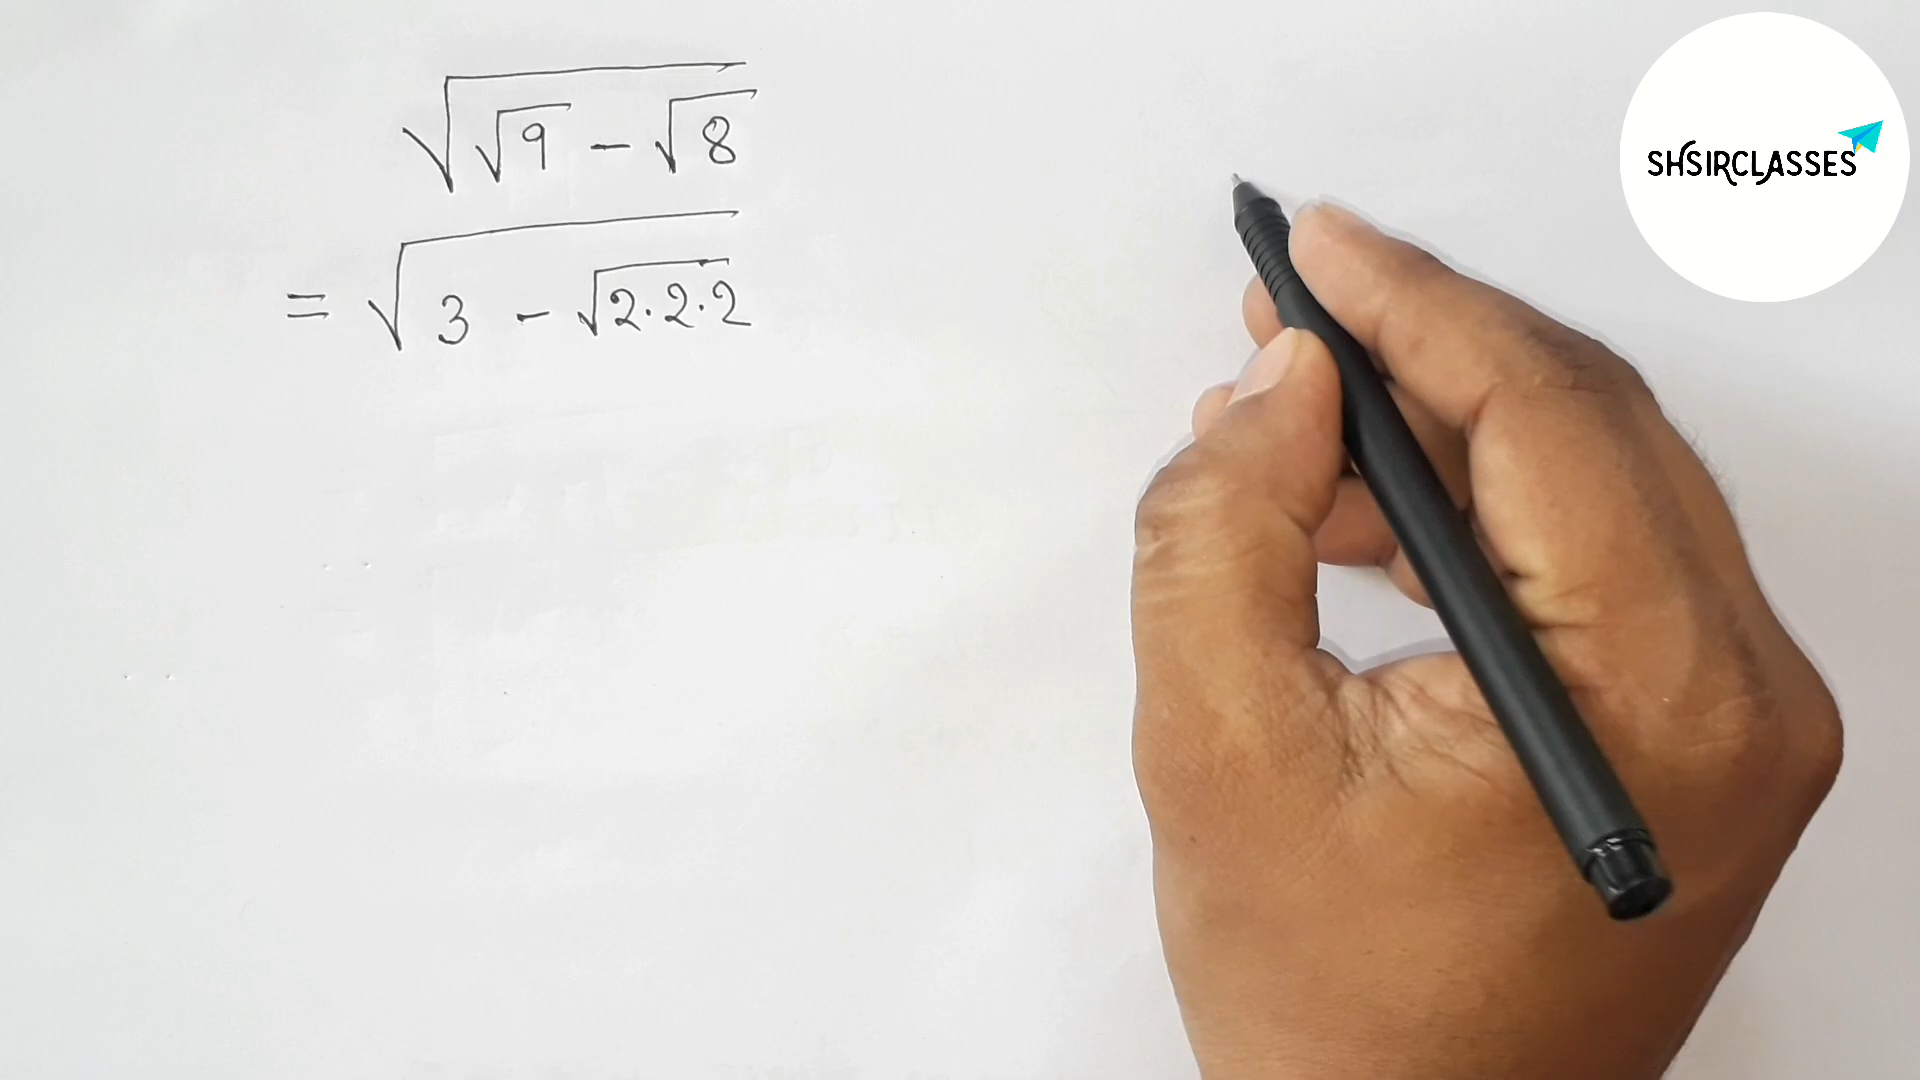 √(√9 − √8)
= √(3 − √2·2·2)
SHSIRCLASSES